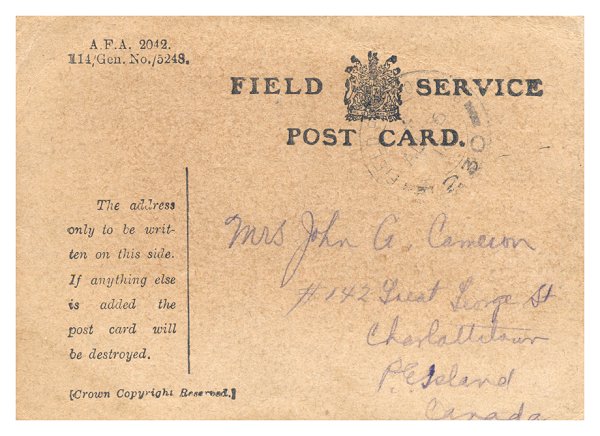 A.F.A. 2042.
114/Gen. No./5248.
FIELD SERVICE
POST CARD.
The address
only to be writ-
ten on this side.
If anything else
is added the
post card will
be destroyed.
[Crown Copyright Reserved.]
Mrs John A. Cameron
#142 Great George St
Charlottetown
P.E. Island
Canada